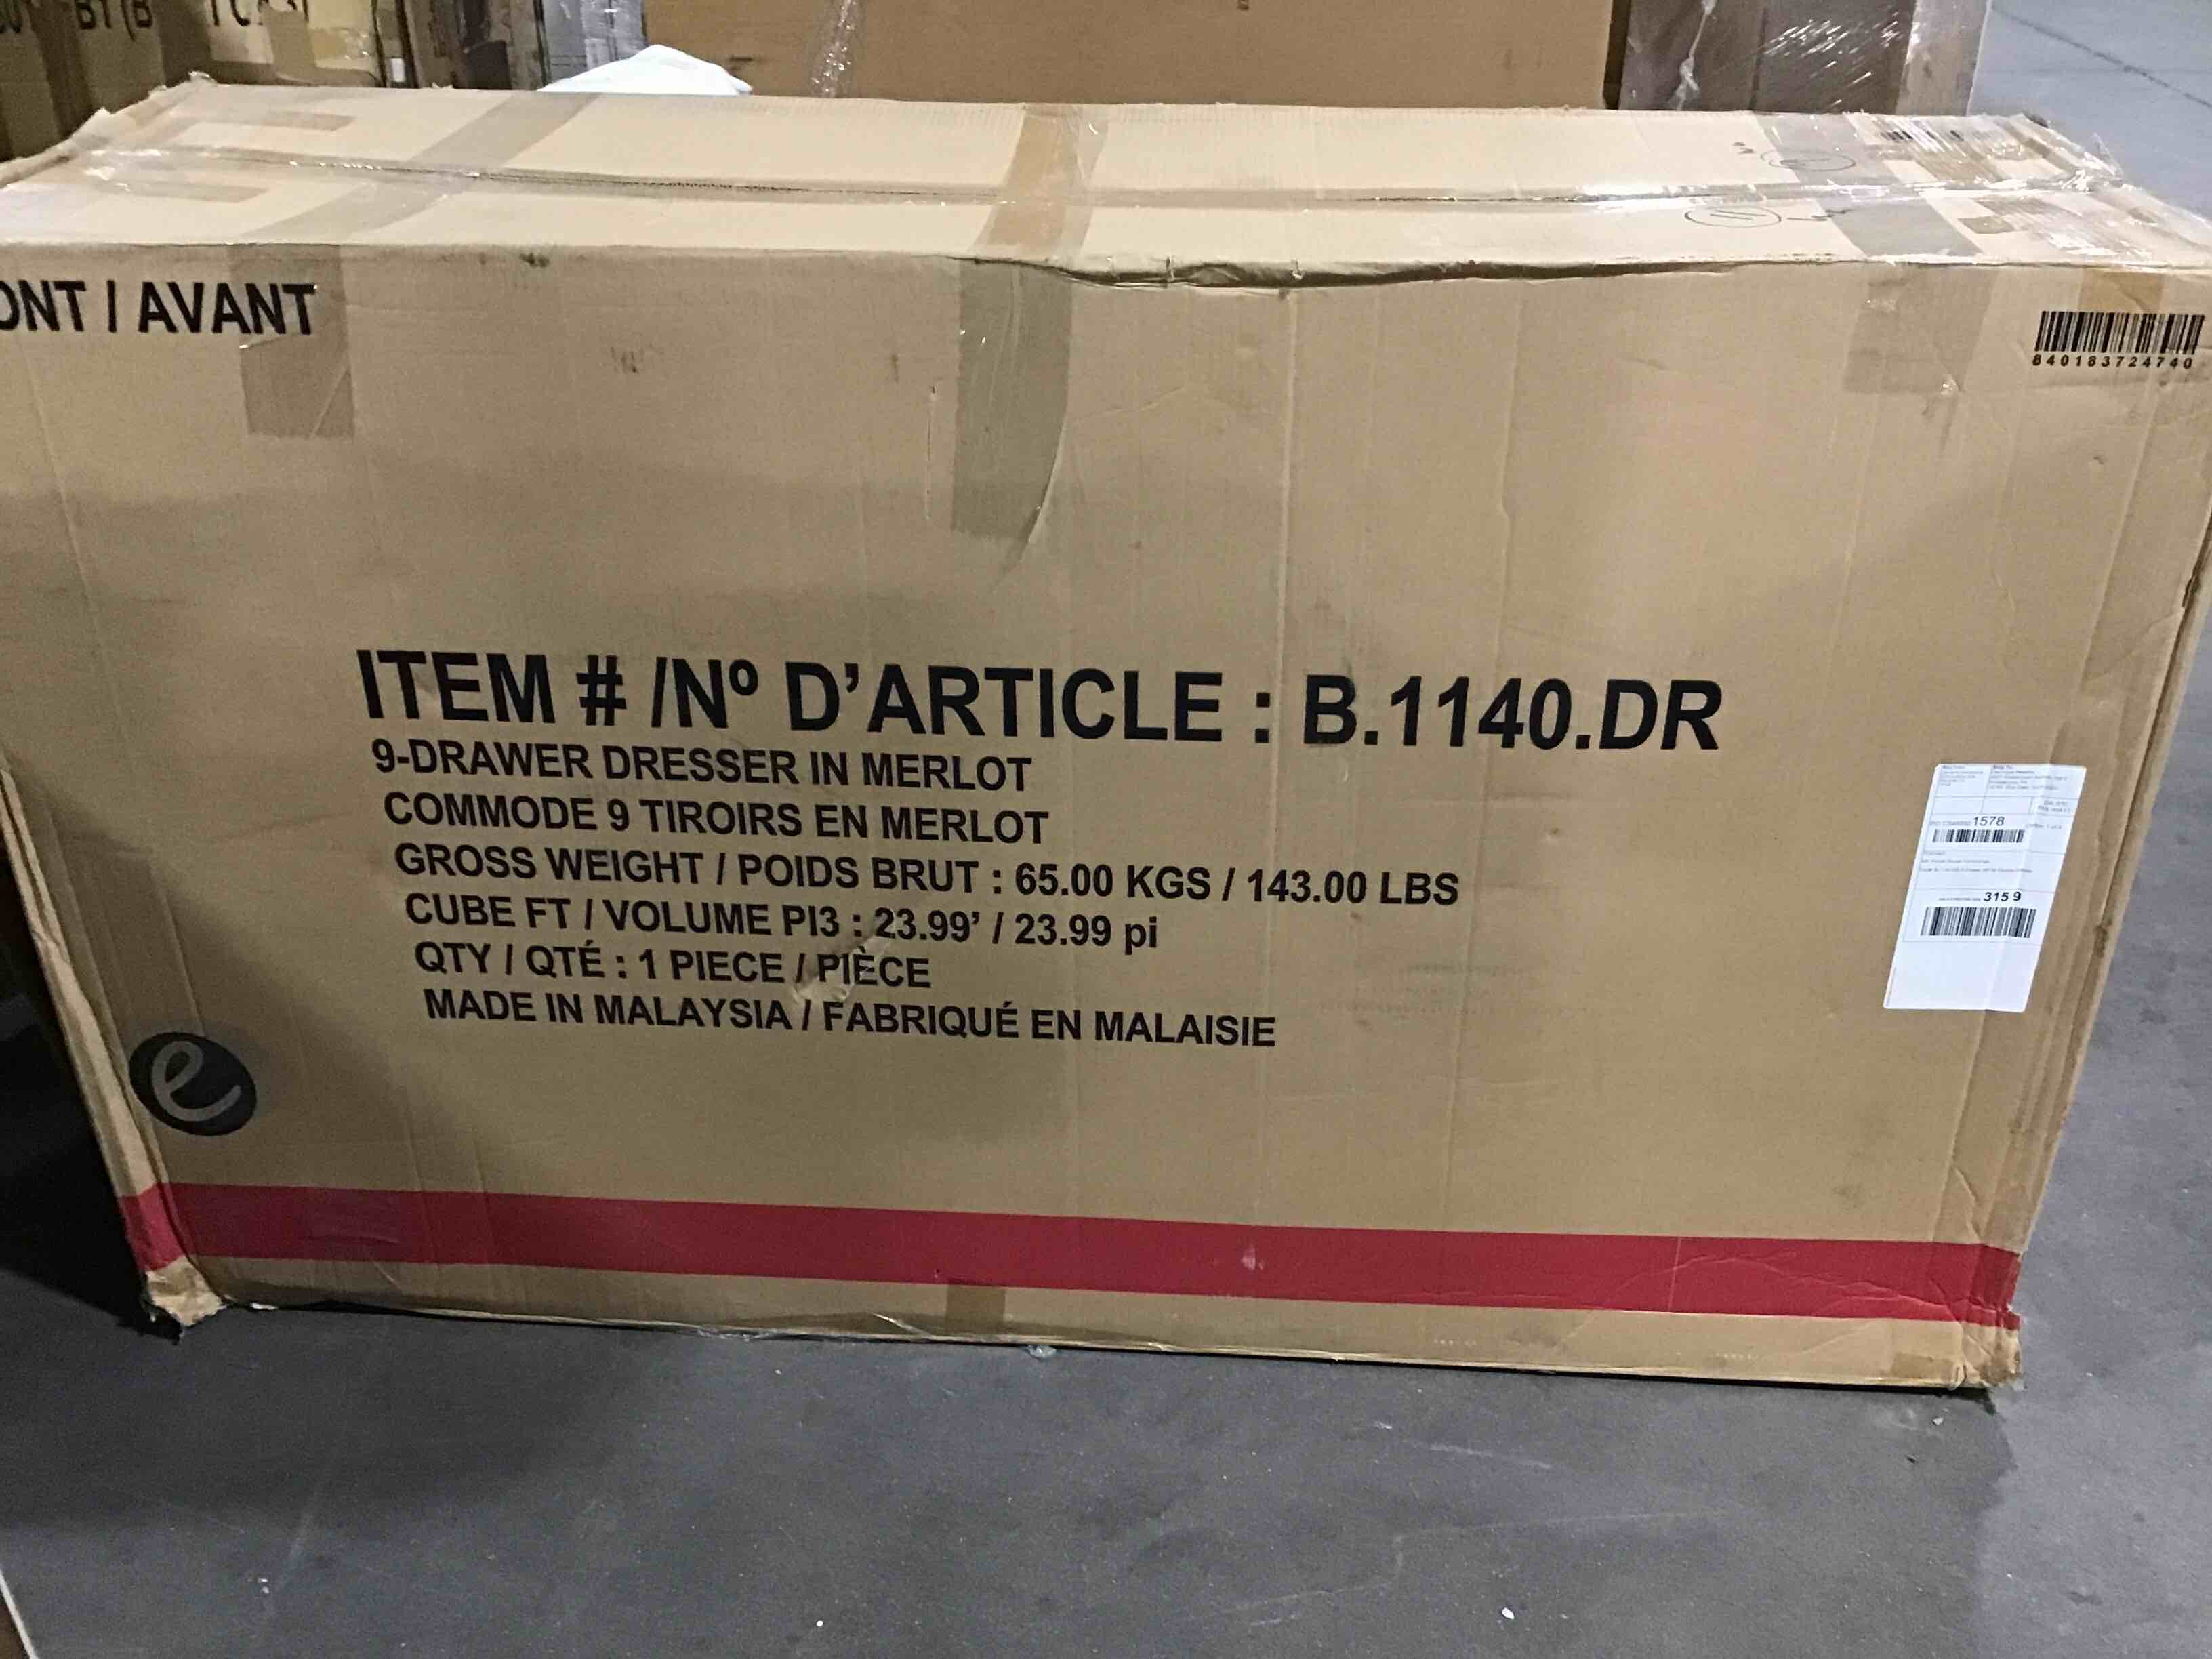 ONT / AVANT
840183724740
ITEM # /Nº D’ARTICLE : B.1140.DR
9-DRAWER DRESSER IN MERLOT
COMMODE 9 TIROIRS EN MERLOT
GROSS WEIGHT / POIDS BRUT : 65.00 KGS / 143.00 LBS
CUBE FT / VOLUME PI3 : 23.99’ / 23.99 pi
QTY / QTÉ : 1 PIECE / PIÈCE
MADE IN MALAYSIA / FABRIQUÉ EN MALAISIE
e
1578
315 9